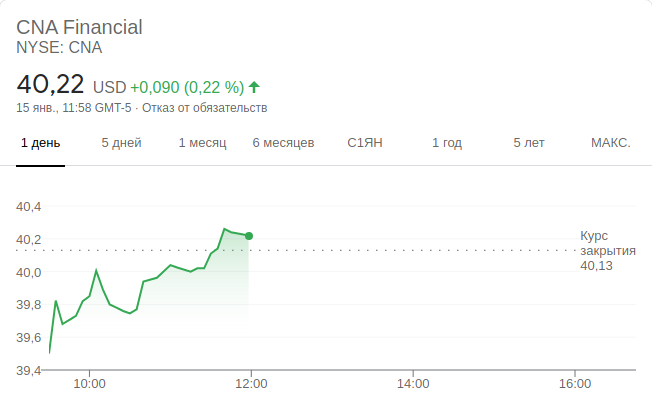 CNA Financial
NYSE: CNA
40,22 USD +0,090 (0,22 %)
15 янв., 11:58 GMT-5 · Отказ от обязательств
1 день 5 дней 1 месяц 6 месяцев С1ЯН 1 год 5 лет МАКС.
40,4
40,2
40,0
39,8
39,6
39,4
Курс
закрытия
40,13
10:00 12:00 14:00 16:00